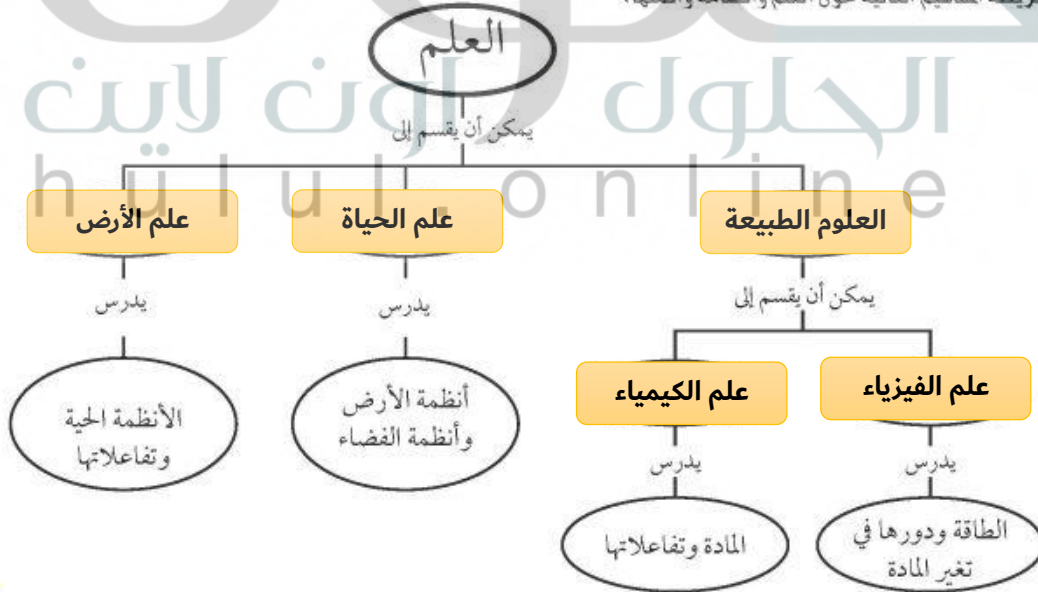 العلم
الحلول اون لاين
يمكن أن يقسم إلى
hulul.online
العلوم الطبيعة
علم الحياة
علم الأرض
يمكن أن يقسم إلى
يدرس
يدرس
علم الفيزياء
علم الكيمياء
أنظمة الأرض
وأنظمة الفضاء
الأنظمة الحية
وتفاعلاتها
يدرس
يدرس
الطاقة ودورها في
تغير المادة
المادة وتفاعلاتها